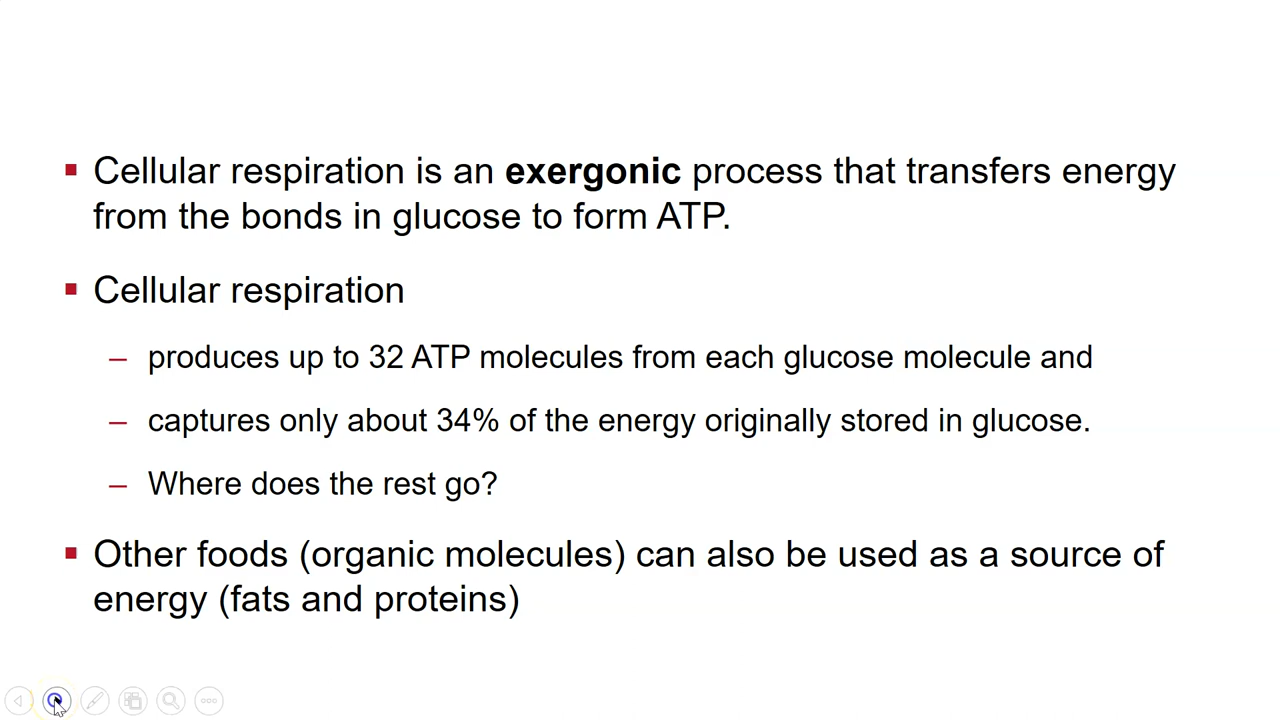 ▪ Cellular respiration is an exergonic process that transfers energy
from the bonds in glucose to form ATP.
▪ Cellular respiration
– produces up to 32 ATP molecules from each glucose molecule and
– captures only about 34% of the energy originally stored in glucose.
– Where does the rest go?
▪ Other foods (organic molecules) can also be used as a source of
energy (fats and proteins)